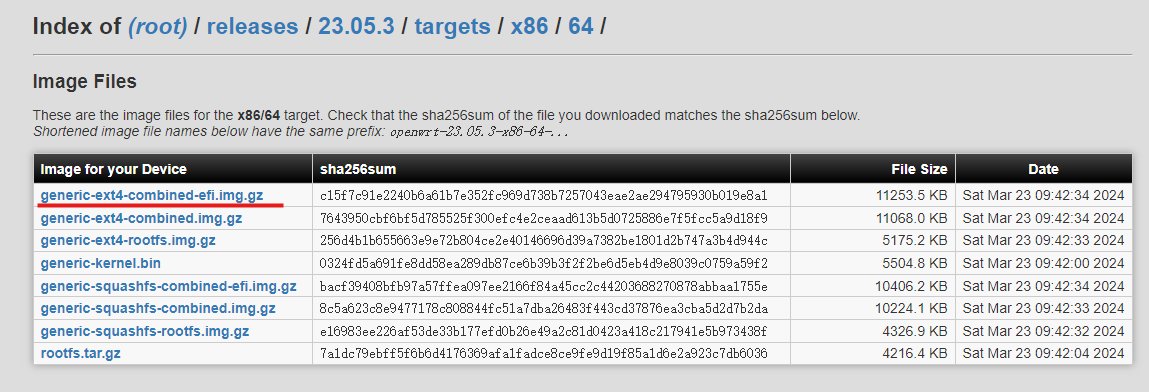 Index of (root) / releases / 23.05.3 / targets / x86 / 64 /
Image Files
These are the image files for the x86/64 target. Check that the sha256sum of the file you downloaded matches the sha256sum below.
Shortened image file names below have the same prefix: openwrt-23.05.3-x86-64-...
Image for your Device sha256sum File Size Date
generic-ext4-combined-efi.img.gz c15f7c91e2240b6a61b7e352fc969d738b7257043eae2ae294795930b019e8a1 11253.5 KB Sat Mar 23 09:42:34 2024
generic-ext4-combined.img.gz 7643950cbf6bf5d785525f300efc4e2ceaad613b5d0725886e7f5fcc5a9d18f9 11068.0 KB Sat Mar 23 09:42:34 2024
generic-ext4-rootfs.img.gz 256d4b1b655663e9e72b804ce2e40146696d39a7382be1801d2b747a3b4d944c 5175.2 KB Sat Mar 23 09:42:33 2024
generic-kernel.bin 0324fd5a691fe8dd58ea289db87ce6b39b3f2f2be6d5eb4d9e8039c0759a59f2 5504.8 KB Sat Mar 23 09:42:00 2024
generic-squashfs-combined-efi.img.gz bacf39408bfb97a57ffea097ee2166f84a45cc2c44203688270878abbaa1755e 10406.2 KB Sat Mar 23 09:42:34 2024
generic-squashfs-combined.img.gz 8c5a623c8e9477178c808844fc51a7dba26483f443cd37876ea3cba5d2d7b2da 10224.1 KB Sat Mar 23 09:42:33 2024
generic-squashfs-rootfs.img.gz e16983ee226af53de33b177efd0b26e49a2c81d0423a418c217941e5b973438f 4326.9 KB Sat Mar 23 09:42:32 2024
rootfs.tar.gz 7a1dc79ebff5f6b6d4176369afa1fadce8ce9fe9d19f85a1d6e2a923c7db6036 4216.4 KB Sat Mar 23 09:42:04 2024